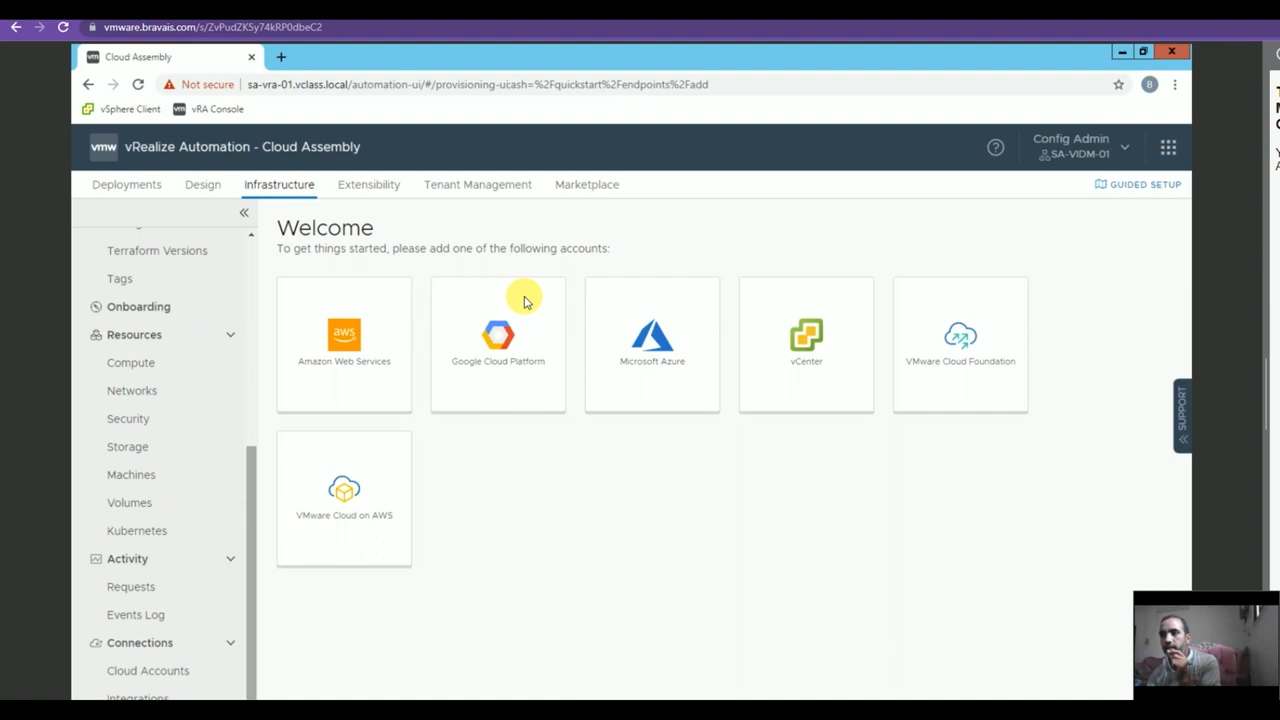 vmware.bravais.com/s/ZvPudZK5y74kRP0dbeC2
Cloud Assembly
Not secure sa-vra-01.vclass.local/automation-ui/#/provisioning-ui;ash=%2Fquickstart%2Fendpoints%2Fadd
B
vSphere Client
vm vRA Console
vmw vRealize Automation - Cloud Assembly
Config Admin
SA-VIDM-01
Deployments Design Infrastructure Extensibility Tenant Management Marketplace
GUIDED SETUP
Terraform Versions
Tags
Onboarding
Resources
Compute
Networks
Security
Storage
Machines
Volumes
Kubernetes
Activity
Requests
Events Log
Connections
Cloud Accounts
Integrations
Welcome
To get things started, please add one of the following accounts:
aws
Amazon Web Services
Google Cloud Platform
Microsoft Azure
vCenter
VMware Cloud Foundation
VMware Cloud on AWS
SUPPORT